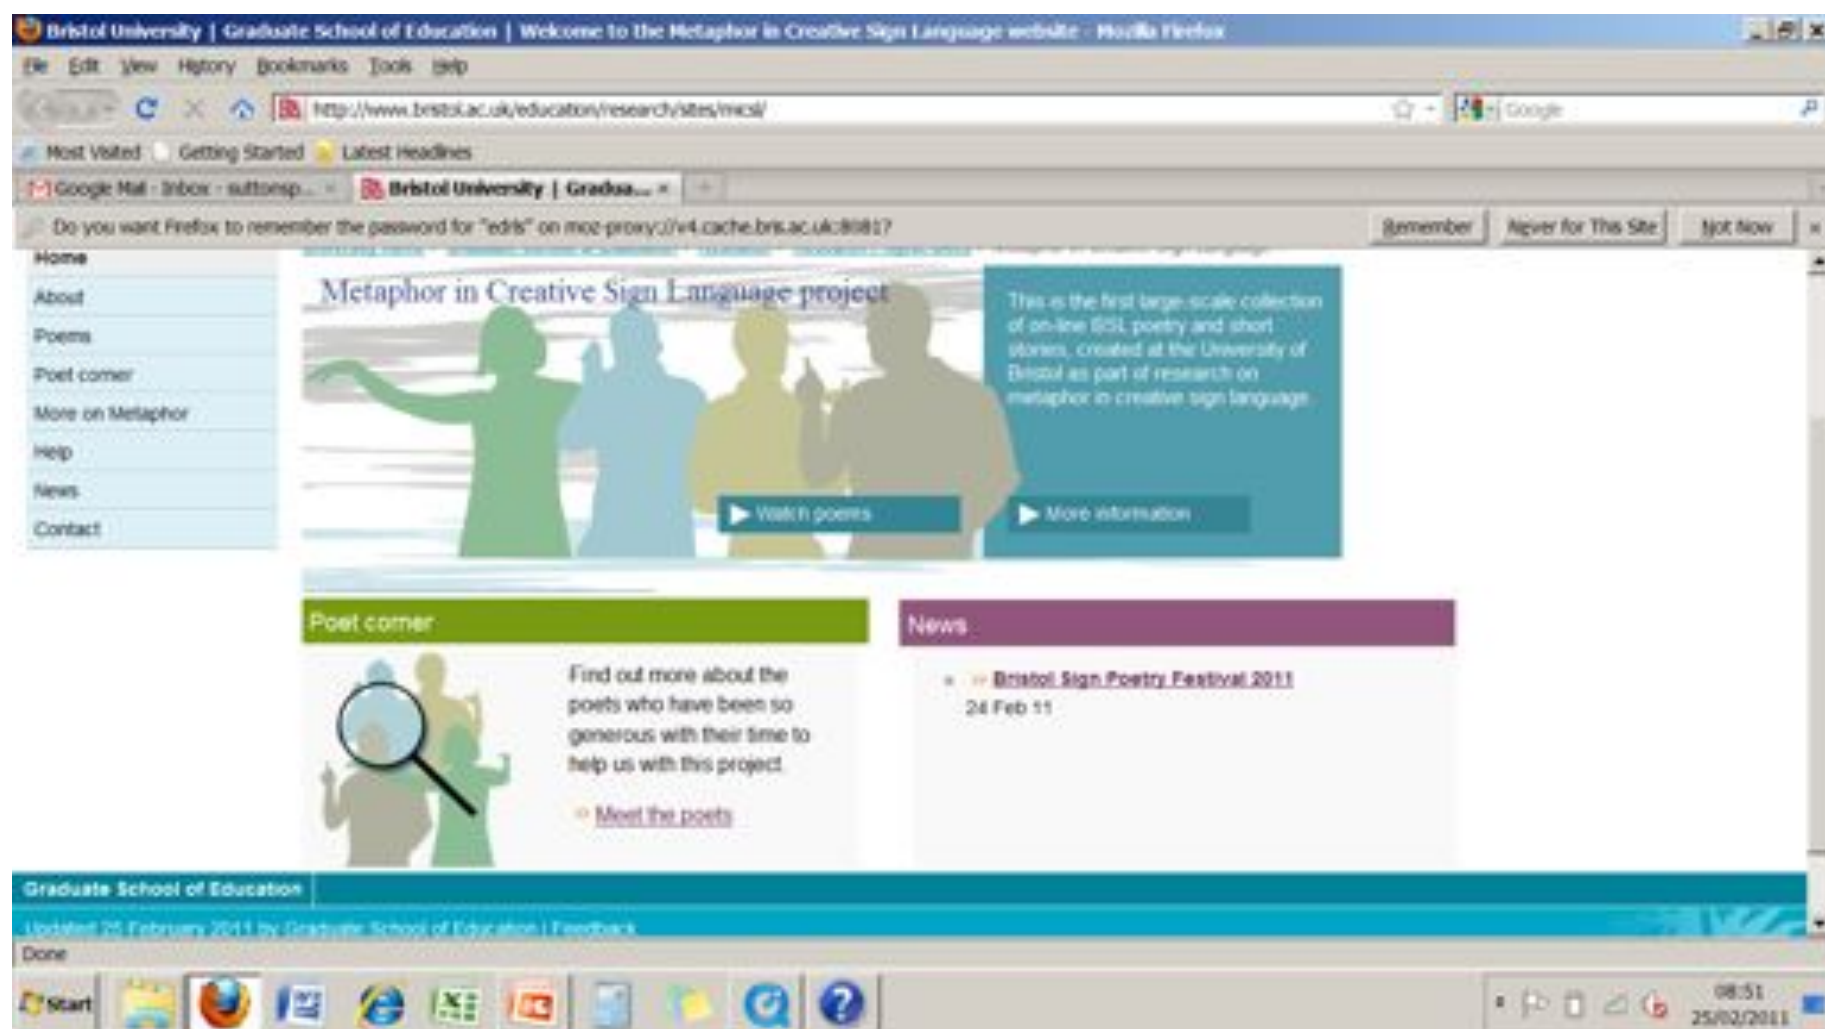 Bristol University | Graduate School of Education | Welcome to the Metaphor in Creative Sign Language website - Mozilla Firefox
File Edit View History Bookmarks Tools Help
http://www.bristol.ac.uk/education/research/sites/micsl/
Google
Most Visited Getting Started Latest Headlines
Google Mail - Inbox - suttonsp... Bristol University | Gradua...
Do you want Firefox to remember the password for "edrls" on moz-proxy://v4.cache.bris.ac.uk:8081?
Remember Never for This Site Not Now
Home
About
Poems
Poet corner
More on Metaphor
Help
News
Contact
Metaphor in Creative Sign Language project
This is the first large-scale collection
of on-line BSL poetry and short
stories, created at the University of
Bristol as part of research on
metaphor in creative sign language.
Watch poems
More information
Poet corner
Find out more about the
poets who have been so
generous with their time to
help us with this project.
Meet the poets
News
Bristol Sign Poetry Festival 2011
24 Feb 11
Graduate School of Education
Updated 25 February 2011 by Graduate School of Education | Feedback
Done
Start
08:51
25/02/2011